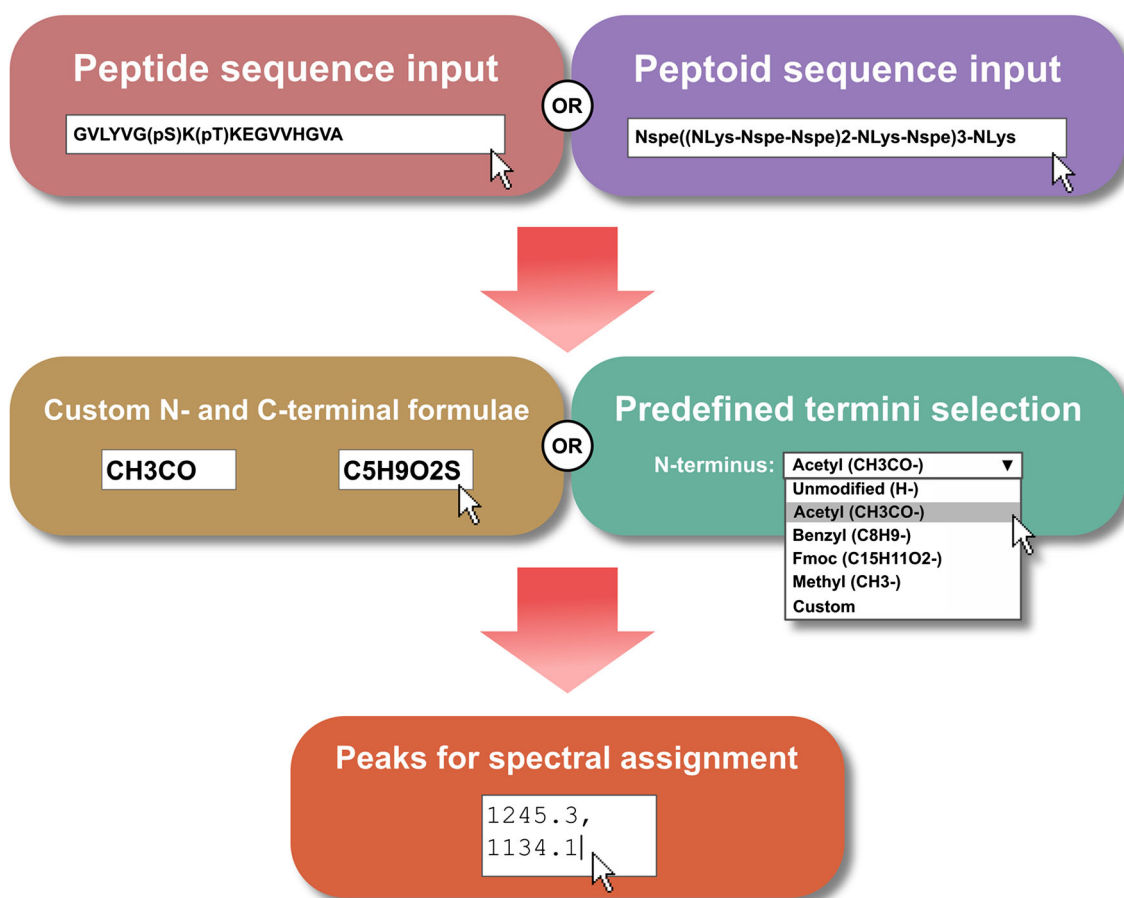 Peptide sequence input
GVLYVG(pS)K(pT)KEGVVHGVA
OR
Peptoid sequence input
Nspe((NLys-Nspe-Nspe)2-NLys-Nspe)3-NLys
Custom N- and C-terminal formulae
CH3CO
C5H9O2S
OR
Predefined termini selection
N-terminus:
Acetyl (CH3CO-) ▼
Unmodified (H-)
Acetyl (CH3CO-)
Benzyl (C8H9-)
Fmoc (C15H11O2-)
Methyl (CH3-)
Custom
Peaks for spectral assignment
1245.3,
1134.1